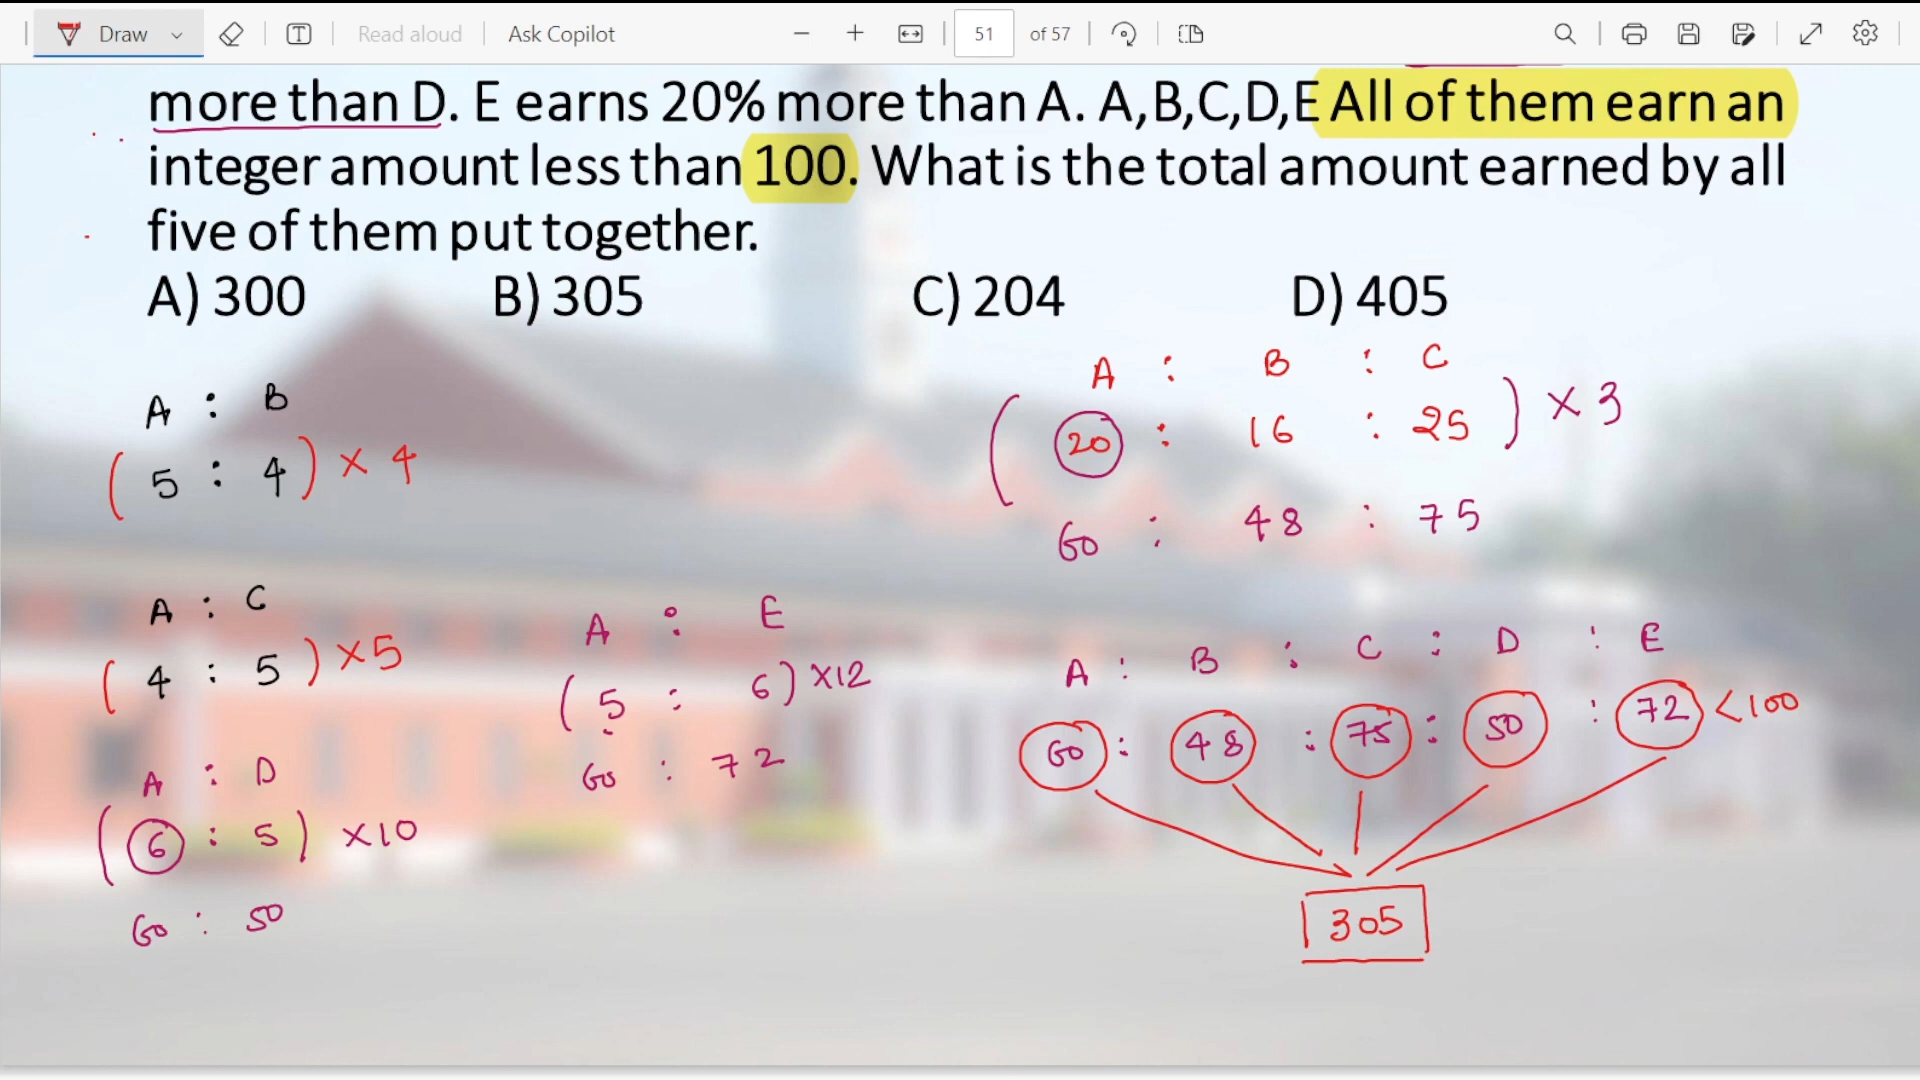 Draw
Read aloud
Ask Copilot
51 of 57
more than D. E earns 20% more than A. A,B,C,D,E All of them earn an
integer amount less than 100. What is the total amount earned by all
five of them put together.
A) 300 B) 305 C) 204 D) 405
A : B
(5 : 4) × 4
A : C
(4 : 5) × 5
A : D
(6 : 5) × 10
60 : 50
A : E
(5 : 6) × 12
60 : 72
A : B : C
(20 : 16 : 25) × 3
60 : 48 : 75
A : B : C : D : E
60 : 48 : 75 : 50 : 72 < 100
305